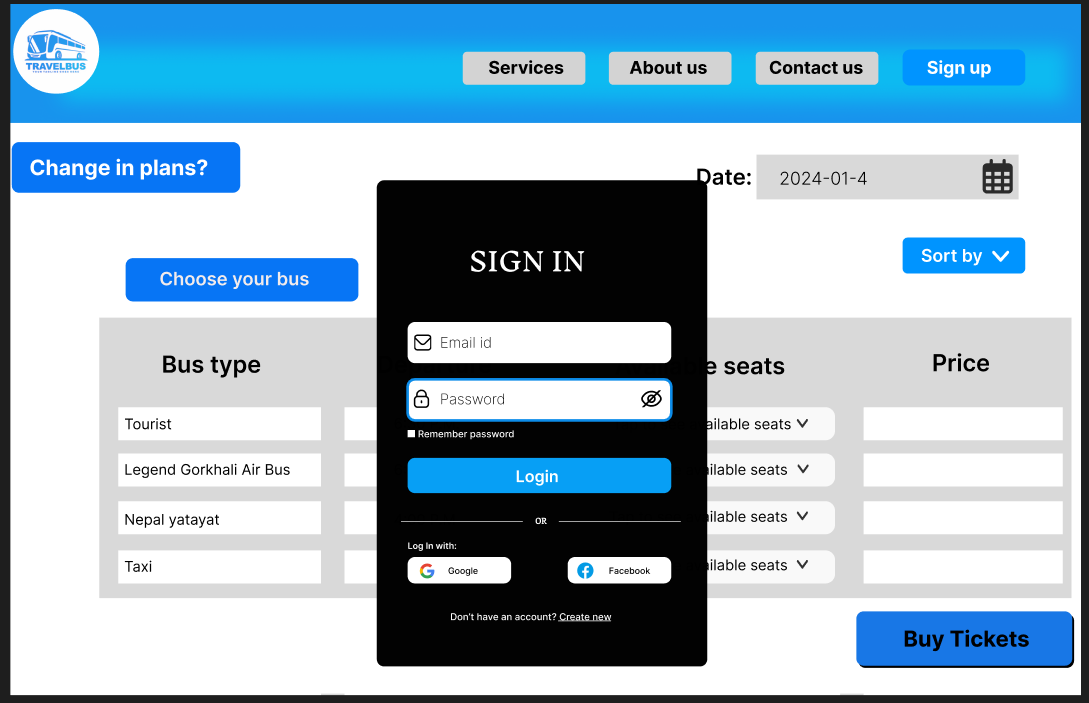 TRAVELBUS
Services
About us
Contact us
Sign up
Change in plans?
Date:
2024-01-4
Sort by
Choose your bus
Bus type
seats
Price
Tourist
Legend Gorkhali Air Bus
Nepal yatayat
Taxi
ailable seats
ilable seats
ilable seats
ilable seats
SIGN IN
Email id
Password
Remember password
Login
OR
Log In with:
Google
Facebook
Don't have an account? Create new
Buy Tickets